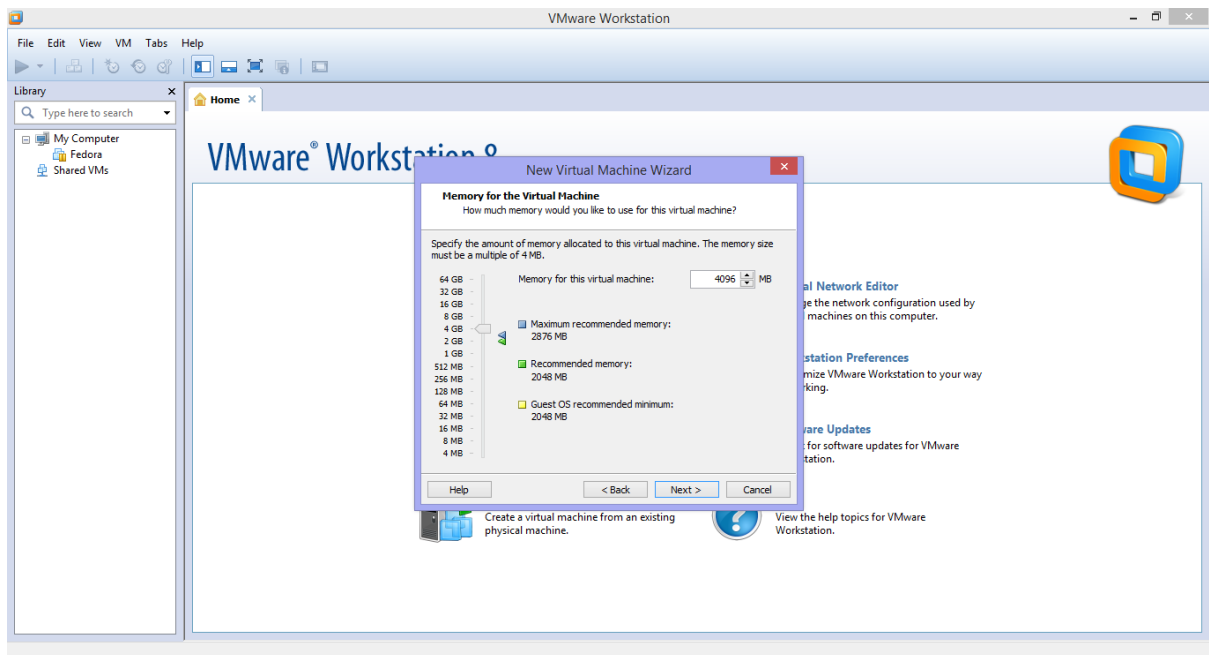 VMware Workstation
File Edit View VM Tabs Help
Library
Type here to search
My Computer
Fedora
Shared VMs
Home
VMware® Workstation
New Virtual Machine Wizard
Memory for the Virtual Machine
How much memory would you like to use for this virtual machine?
Specify the amount of memory allocated to this virtual machine. The memory size
must be a multiple of 4 MB.
64 GB
32 GB
16 GB
8 GB
4 GB
2 GB
1 GB
512 MB
256 MB
128 MB
64 MB
32 MB
16 MB
8 MB
4 MB
Memory for this virtual machine: 4096 MB
Maximum recommended memory:
2876 MB
Recommended memory:
2048 MB
Guest OS recommended minimum:
2048 MB
Help < Back Next > Cancel
Network Editor
the network configuration used by
machines on this computer.
Preferences
VMware Workstation to your way
Updates
for software updates for VMware
Create a virtual machine from an existing
physical machine.
View the help topics for VMware
Workstation.